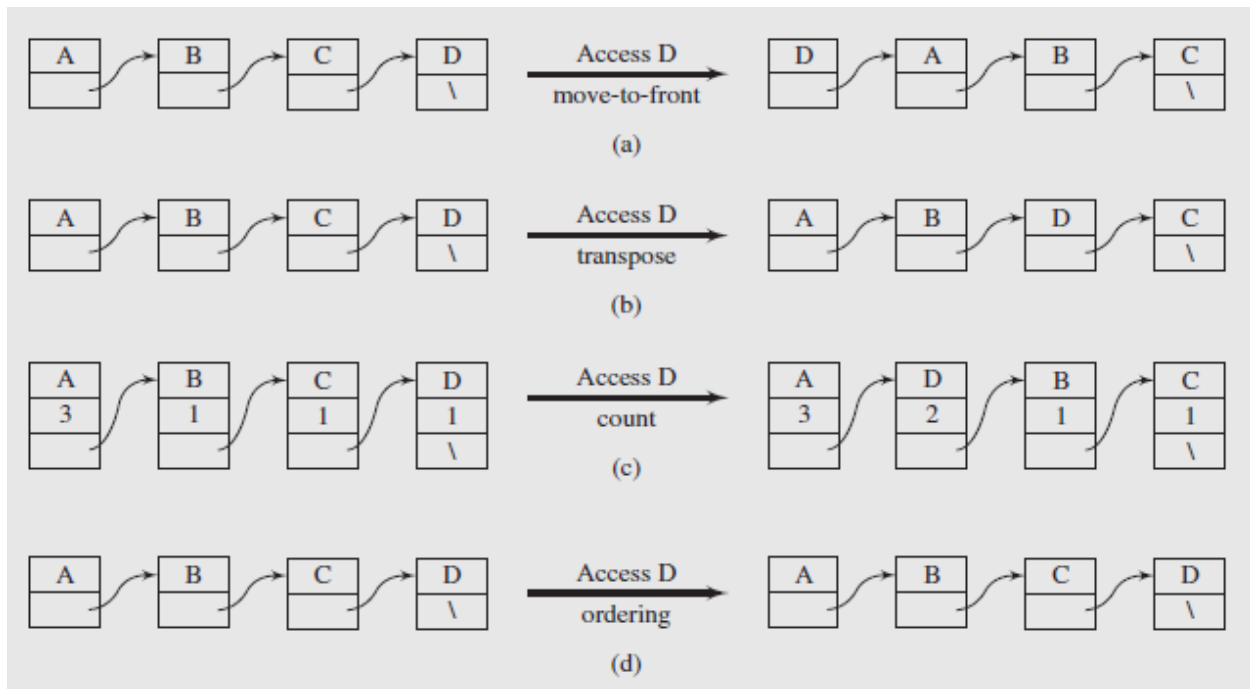 A B C D Access D D A B C
\ move-to-front \
(a)
A B C D Access D A B D C
\ transpose \
(b)
A B C D Access D A D B C
3 1 1 1 count 3 2 1 1
\ \
(c)
A B C D Access D A B C D
\ ordering \
(d)